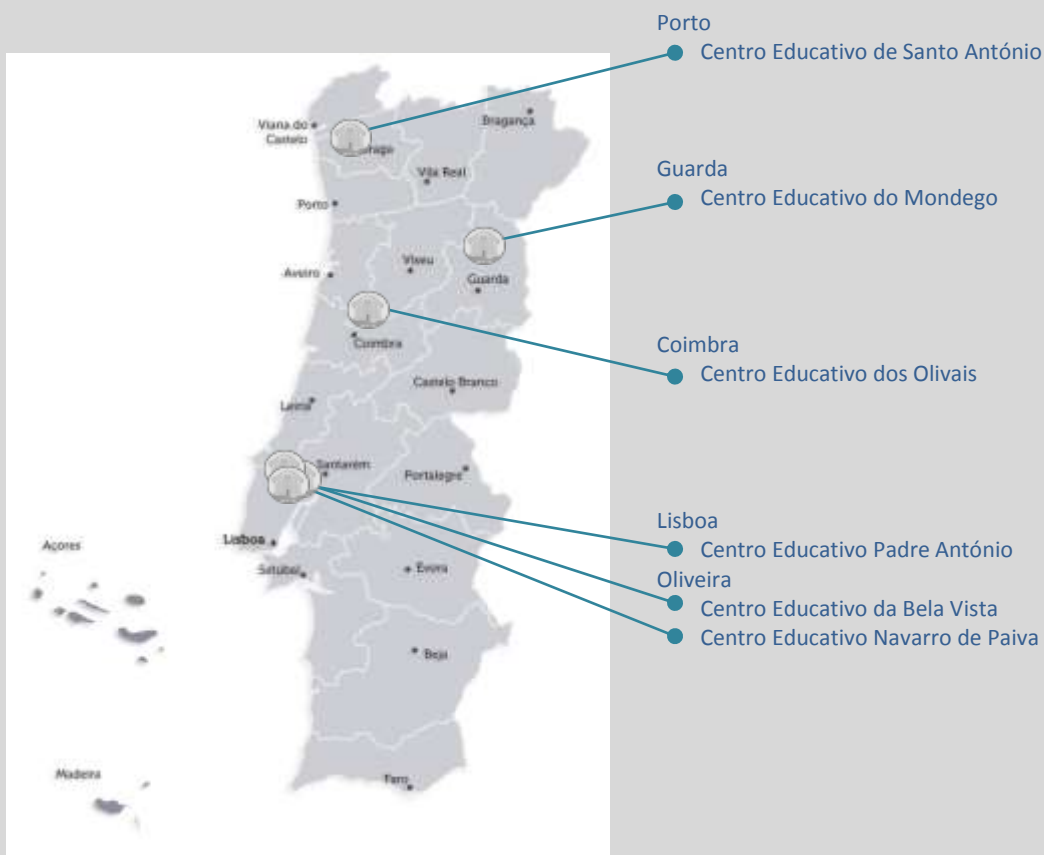 Porto
Centro Educativo de Santo António
Guarda
Centro Educativo do Mondego
Coimbra
Centro Educativo dos Olivais
Lisboa
Centro Educativo Padre António
Oliveira
Centro Educativo da Bela Vista
Centro Educativo Navarro de Paiva
Viana do
Castelo
Bragança
raga
Vila Real
Porto
Aveiro
Viseu
Guarda
Coimbra
Castelo Branco
Leiria
Santarém
Portalegre
Lisboa
Setúbal
Évora
Beja
Faro
Açores
Madeira